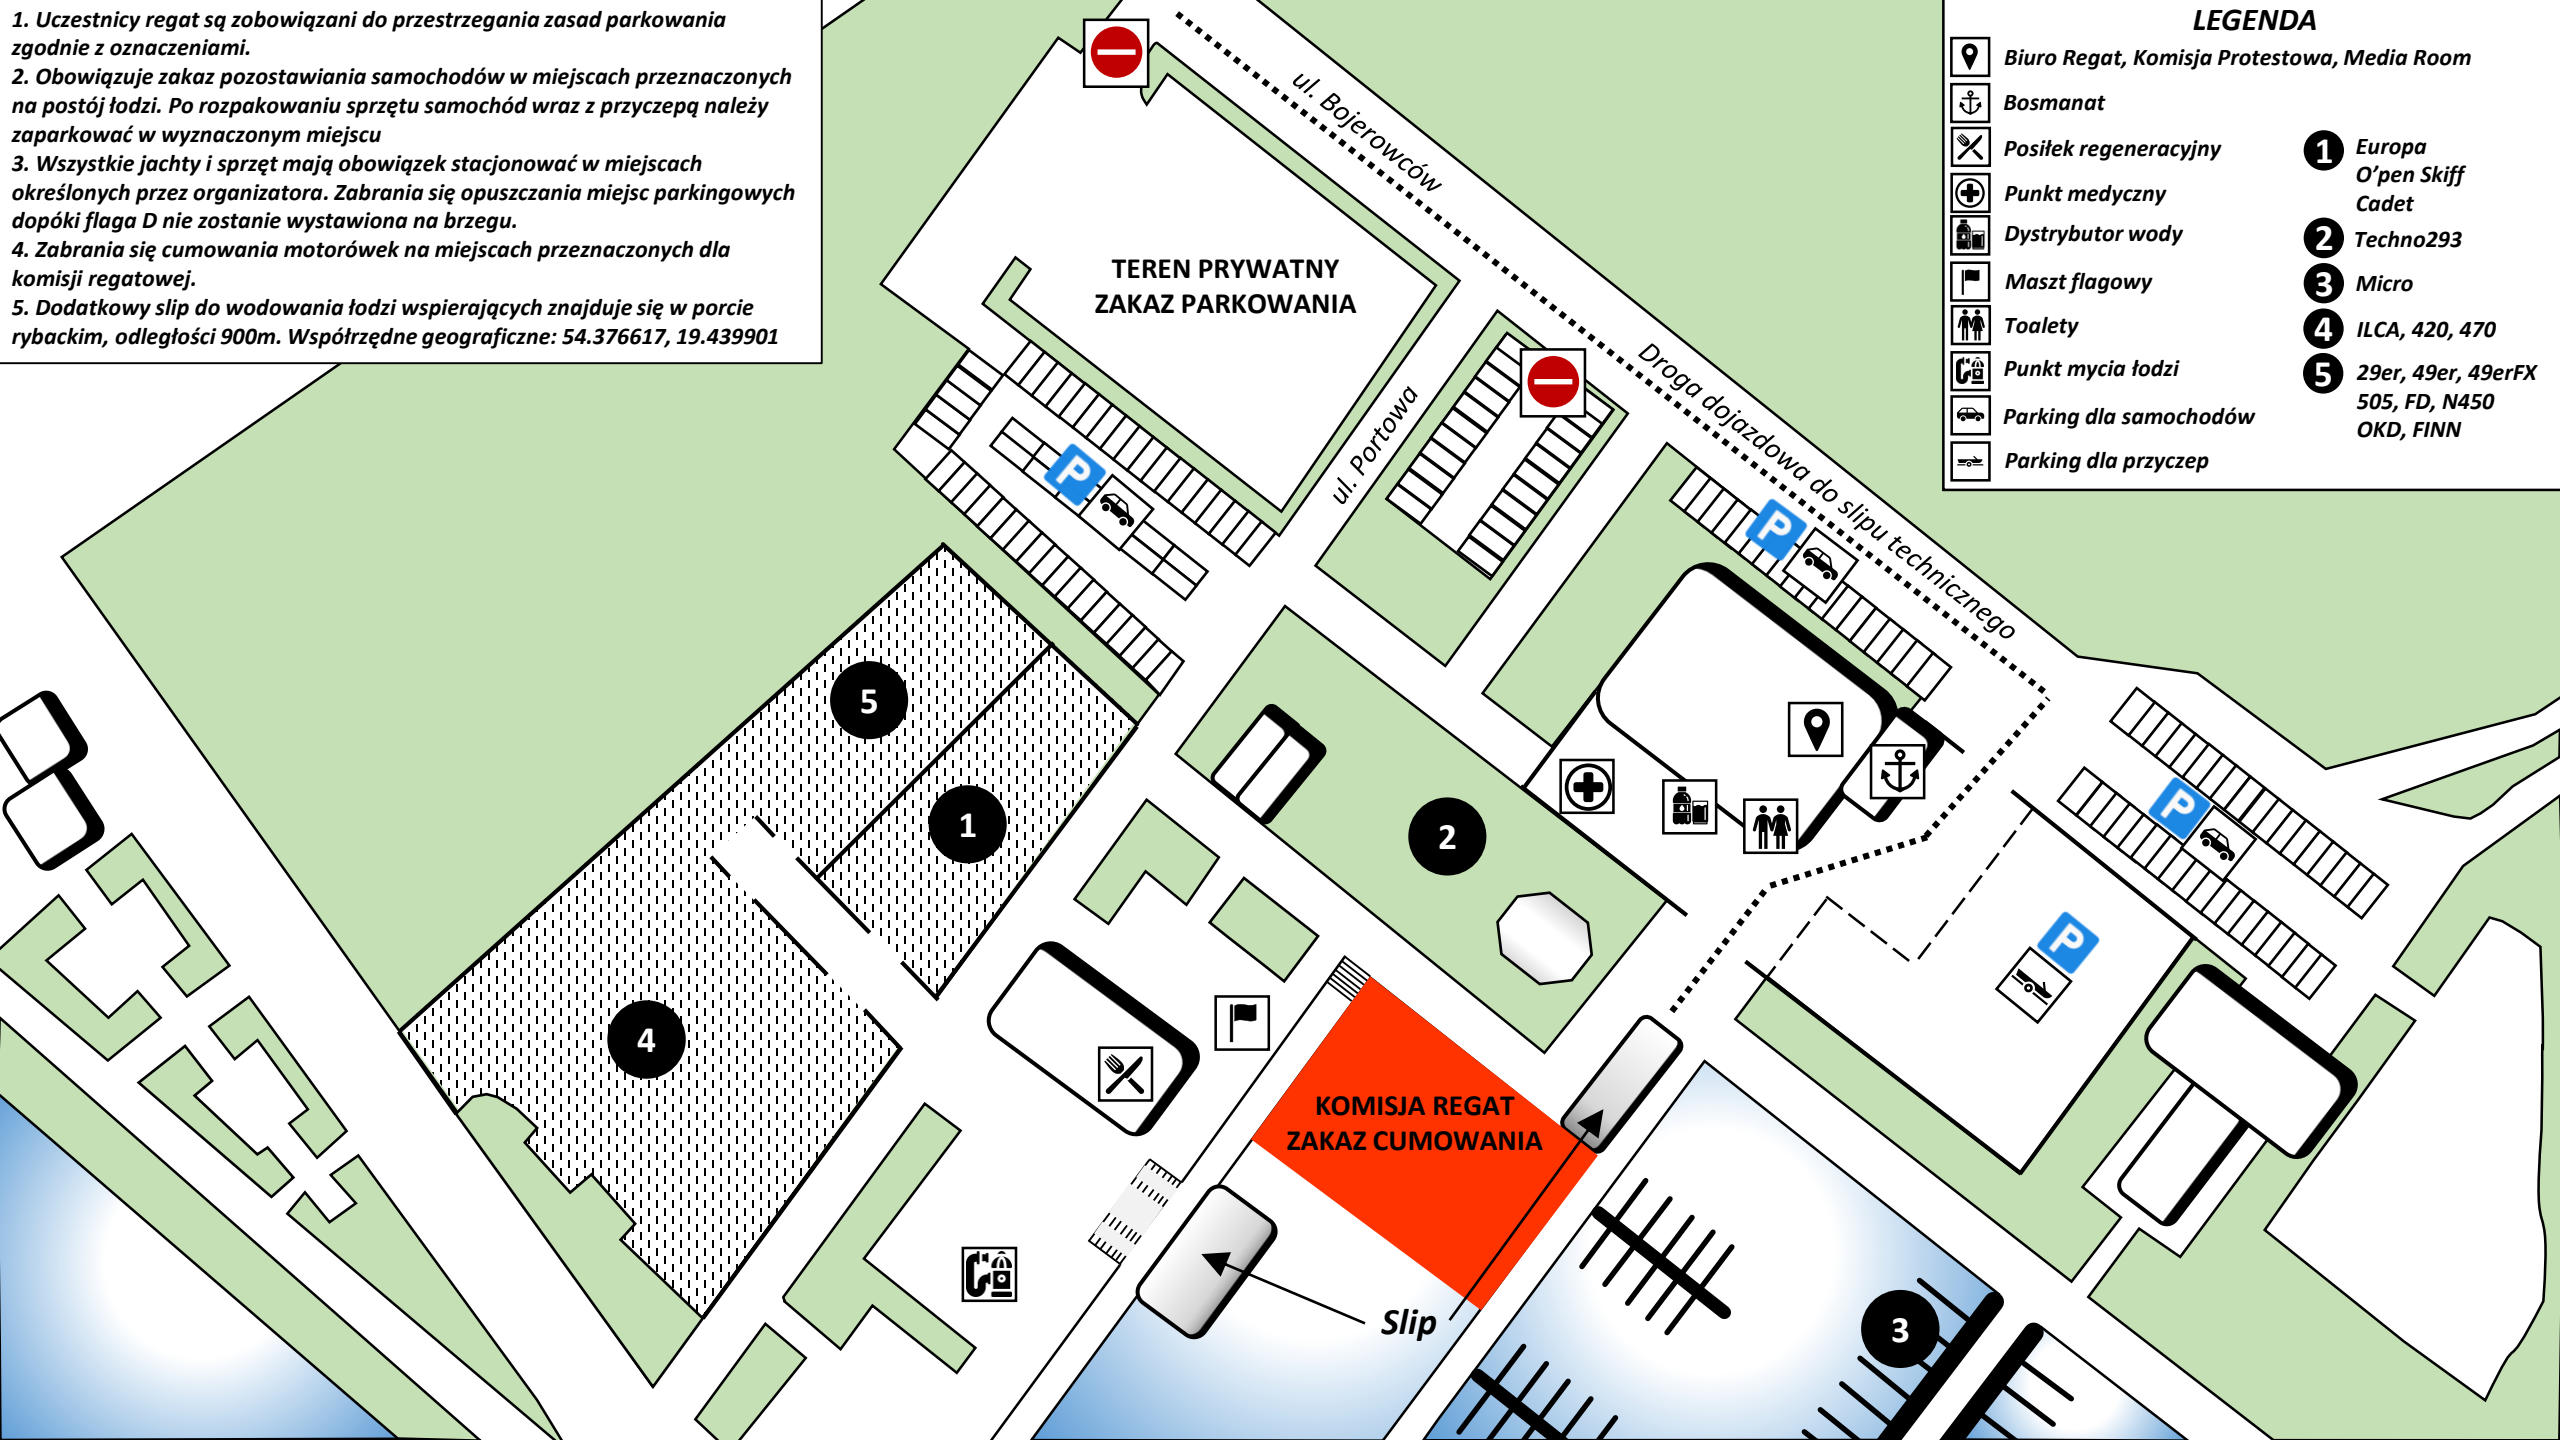 1. Uczestnicy regat są zobowiązani do przestrzegania zasad parkowania
zgodnie z oznaczeniami.
2. Obowiązuje zakaz pozostawiania samochodów w miejscach przeznaczonych
na postój łodzi. Po rozpakowaniu sprzętu samochód wraz z przyczepą należy
zaparkować w wyznaczonym miejscu
3. Wszystkie jachty i sprzęt mają obowiązek stacjonować w miejscach
określonych przez organizatora. Zabrania się opuszczania miejsc parkingowych
dopóki flaga D nie zostanie wystawiona na brzegu.
4. Zabrania się cumowania motorówek na miejscach przeznaczonych dla
komisji regatowej.
5. Dodatkowy slip do wodowania łodzi wspierających znajduje się w porcie
rybackim, odległości 900m. Współrzędne geograficzne: 54.376617, 19.439901
LEGENDA
Biuro Regat, Komisja Protestowa, Media Room
Bosmanat
Posiłek regeneracyjny
Punkt medyczny
Dystrybutor wody
Maszt flagowy
Toalety
Punkt mycia łodzi
Parking dla samochodów
Parking dla przyczep
1 Europa
O'pen Skiff
Cadet
2 Techno293
3 Micro
4 ILCA, 420, 470
5 29er, 49er, 49erFX
505, FD, N450
OKD, FINN
ul. Bojerowców
TEREN PRYWATNY
ZAKAZ PARKOWANIA
ul. Portowa
Droga dojazdowa do slipu technicznego
P
P
P
P
5
1
2
4
3
KOMISJA REGAT
ZAKAZ CUMOWANIA
Slip